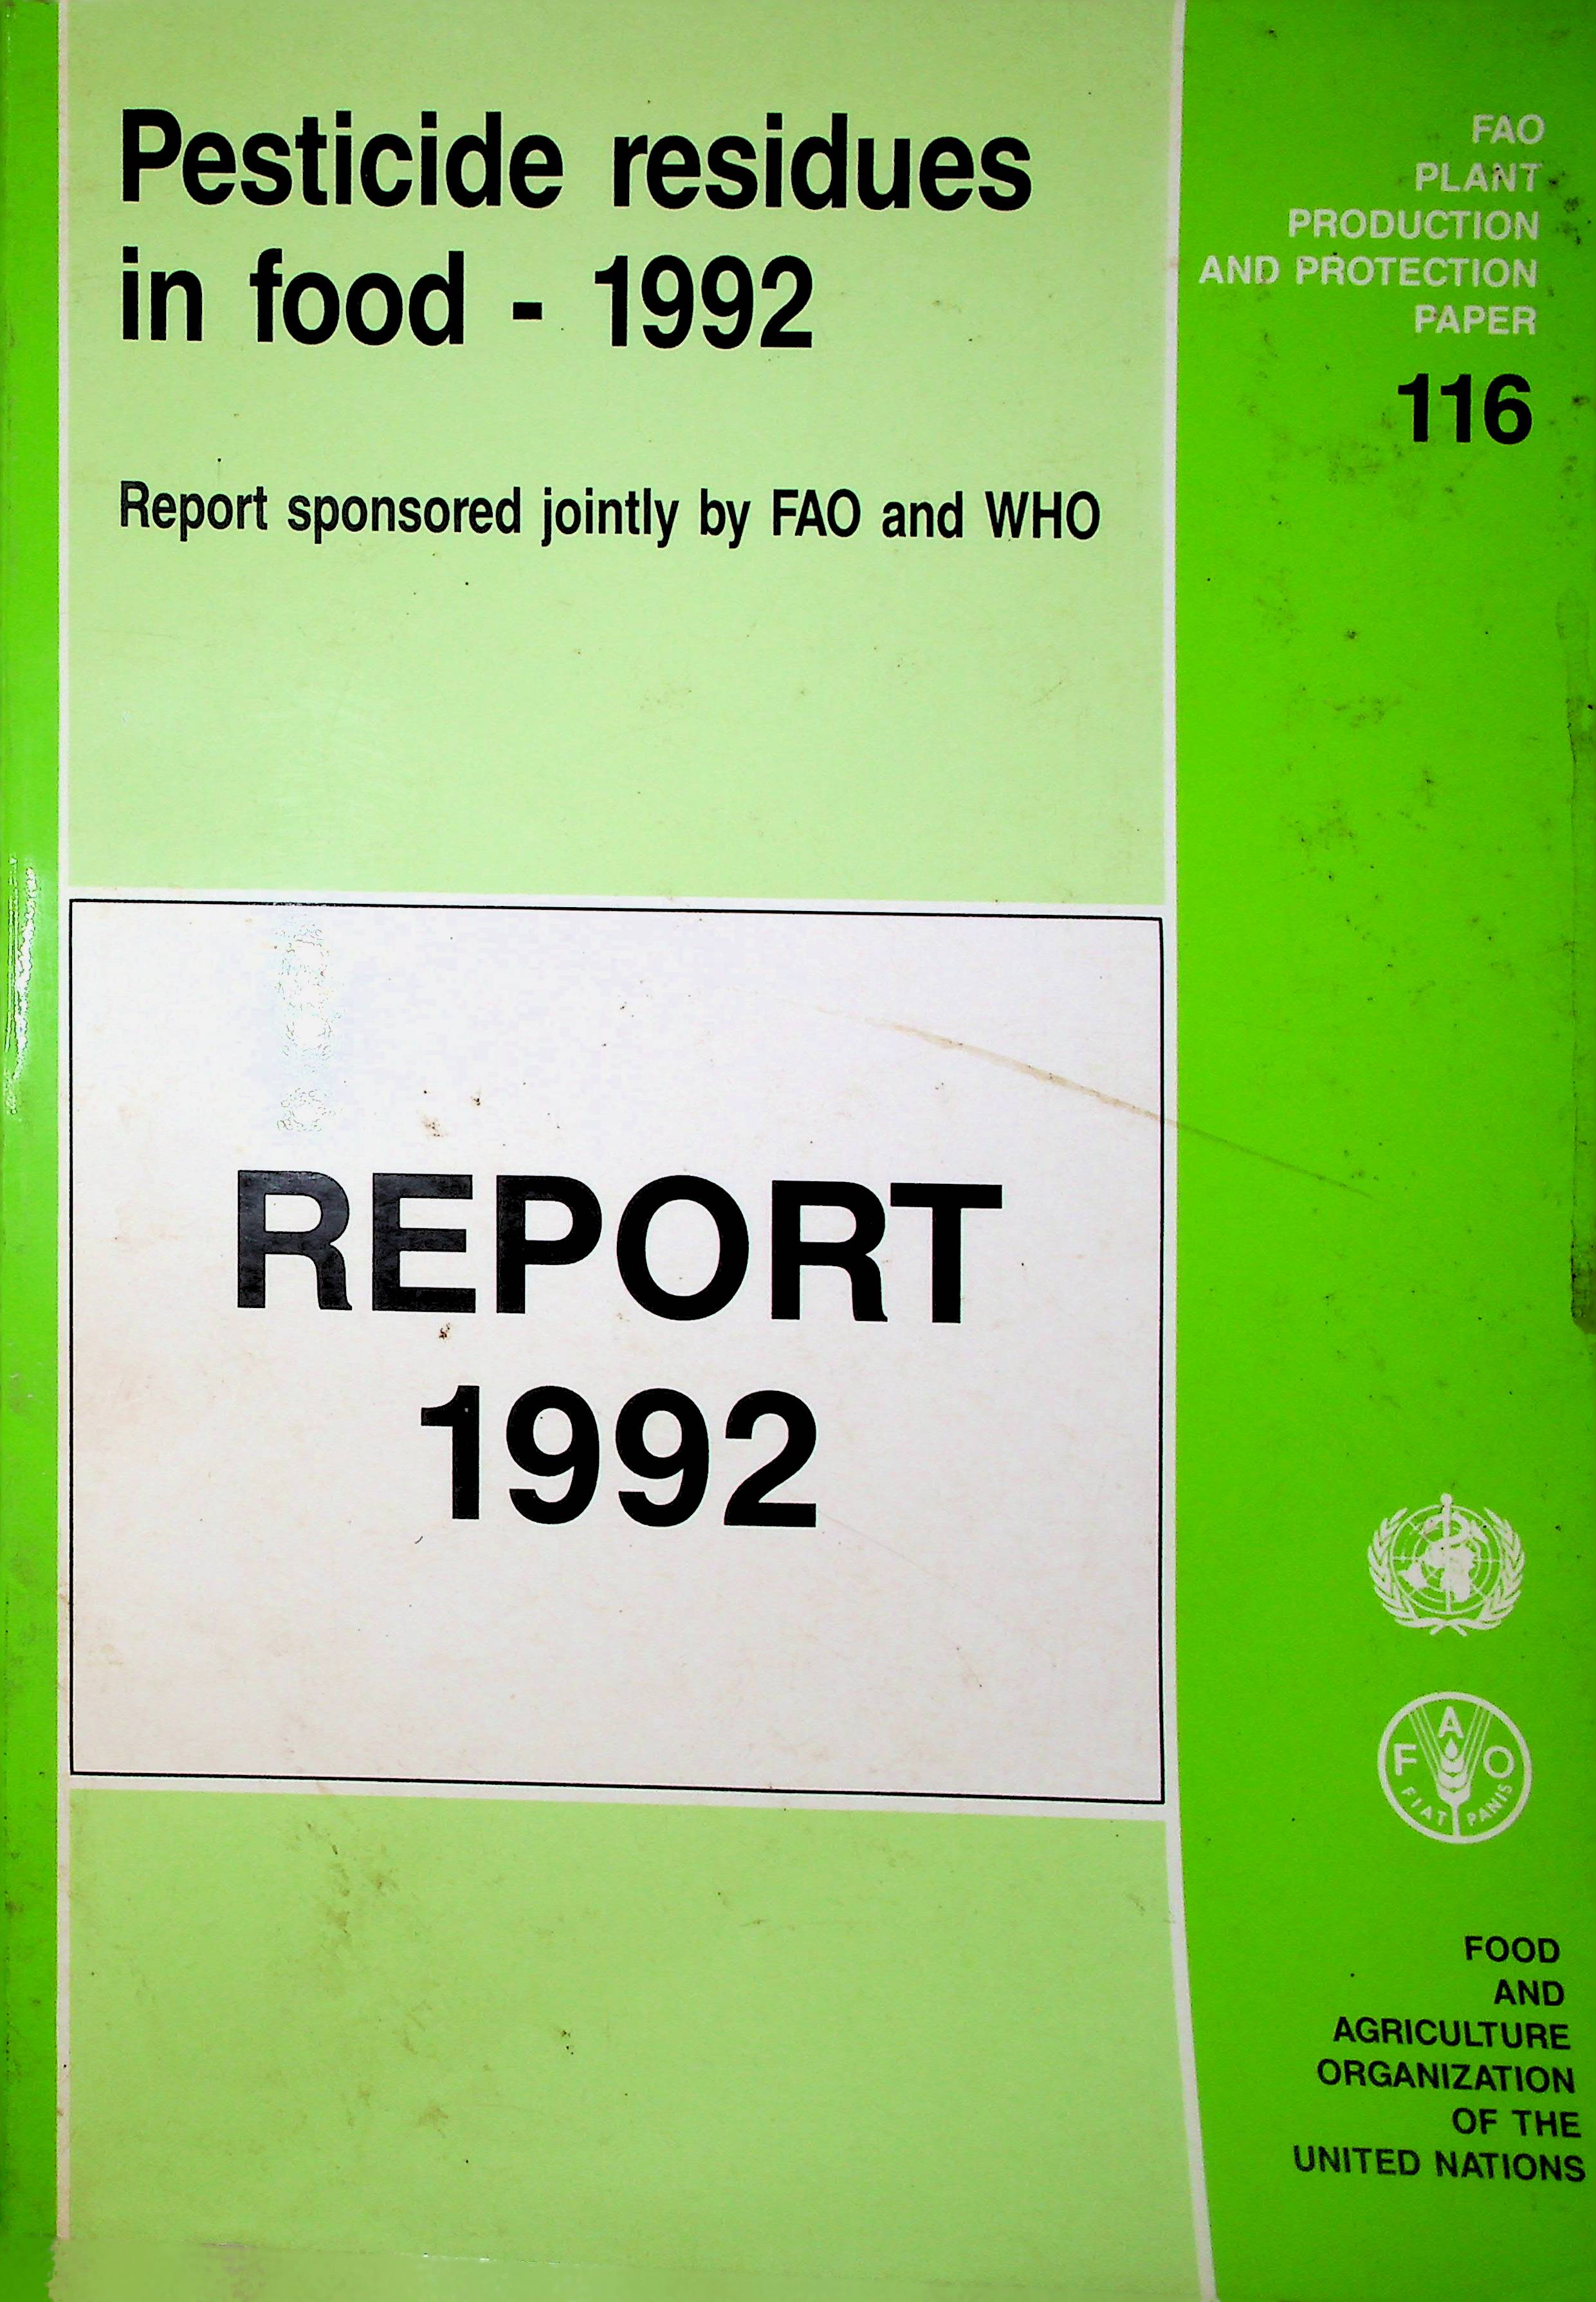 Pesticide residues
in food - 1992
Report sponsored jointly by FAO and WHO
FAO
PLANT
PRODUCTION
AND PROTECTION
PAPER
116
REPORT
1992
F A O
FIAT PANIS
FOOD
AND
AGRICULTURE
ORGANIZATION
OF THE
UNITED NATIONS